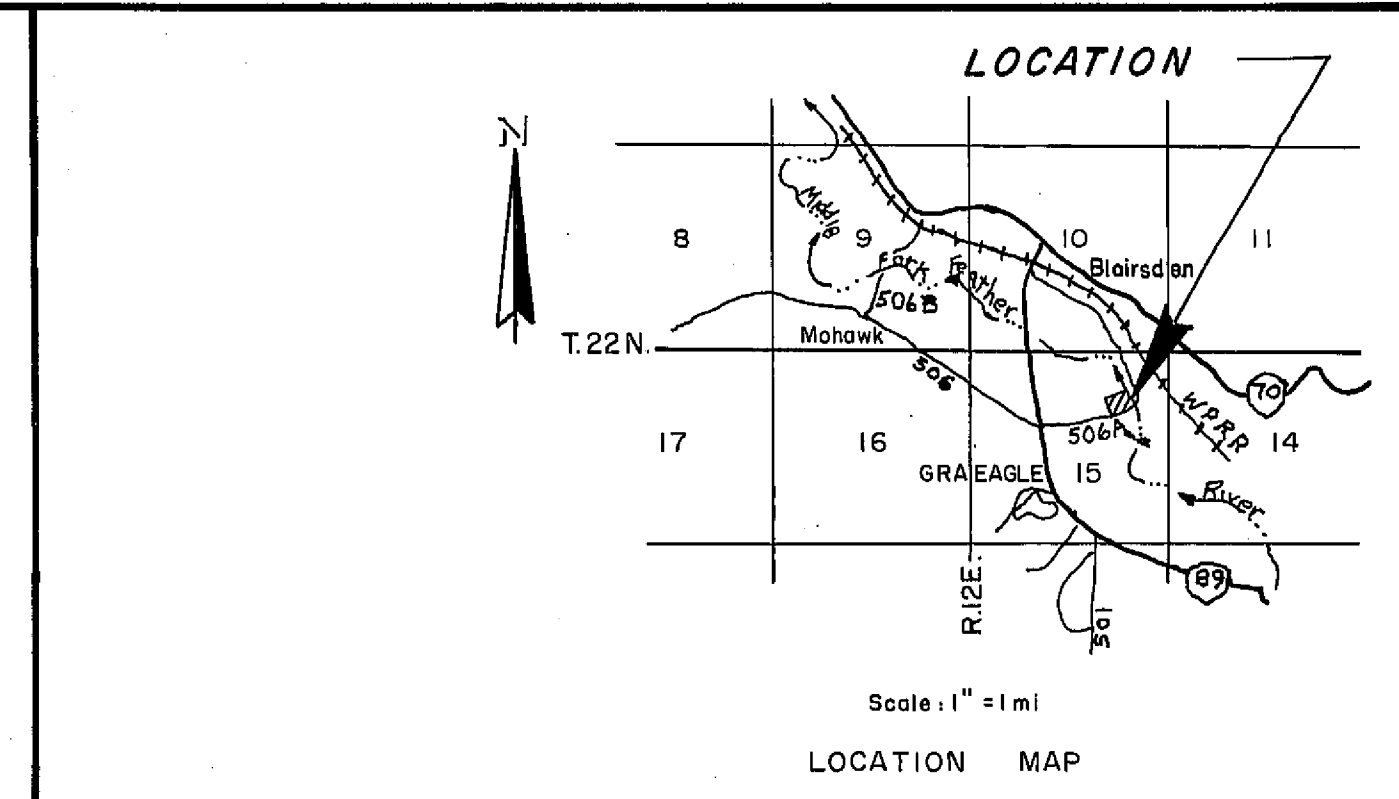 LOCATION
N
8
9
10
11
Middle
Fork
Feather
Blairsden
506B
T.22N.
Mohawk
506
70
WPRR
17
16
506A
15
14
GRAEAGLE
River
R.12E.
89
501
Scale: 1" = 1 mi
LOCATION MAP